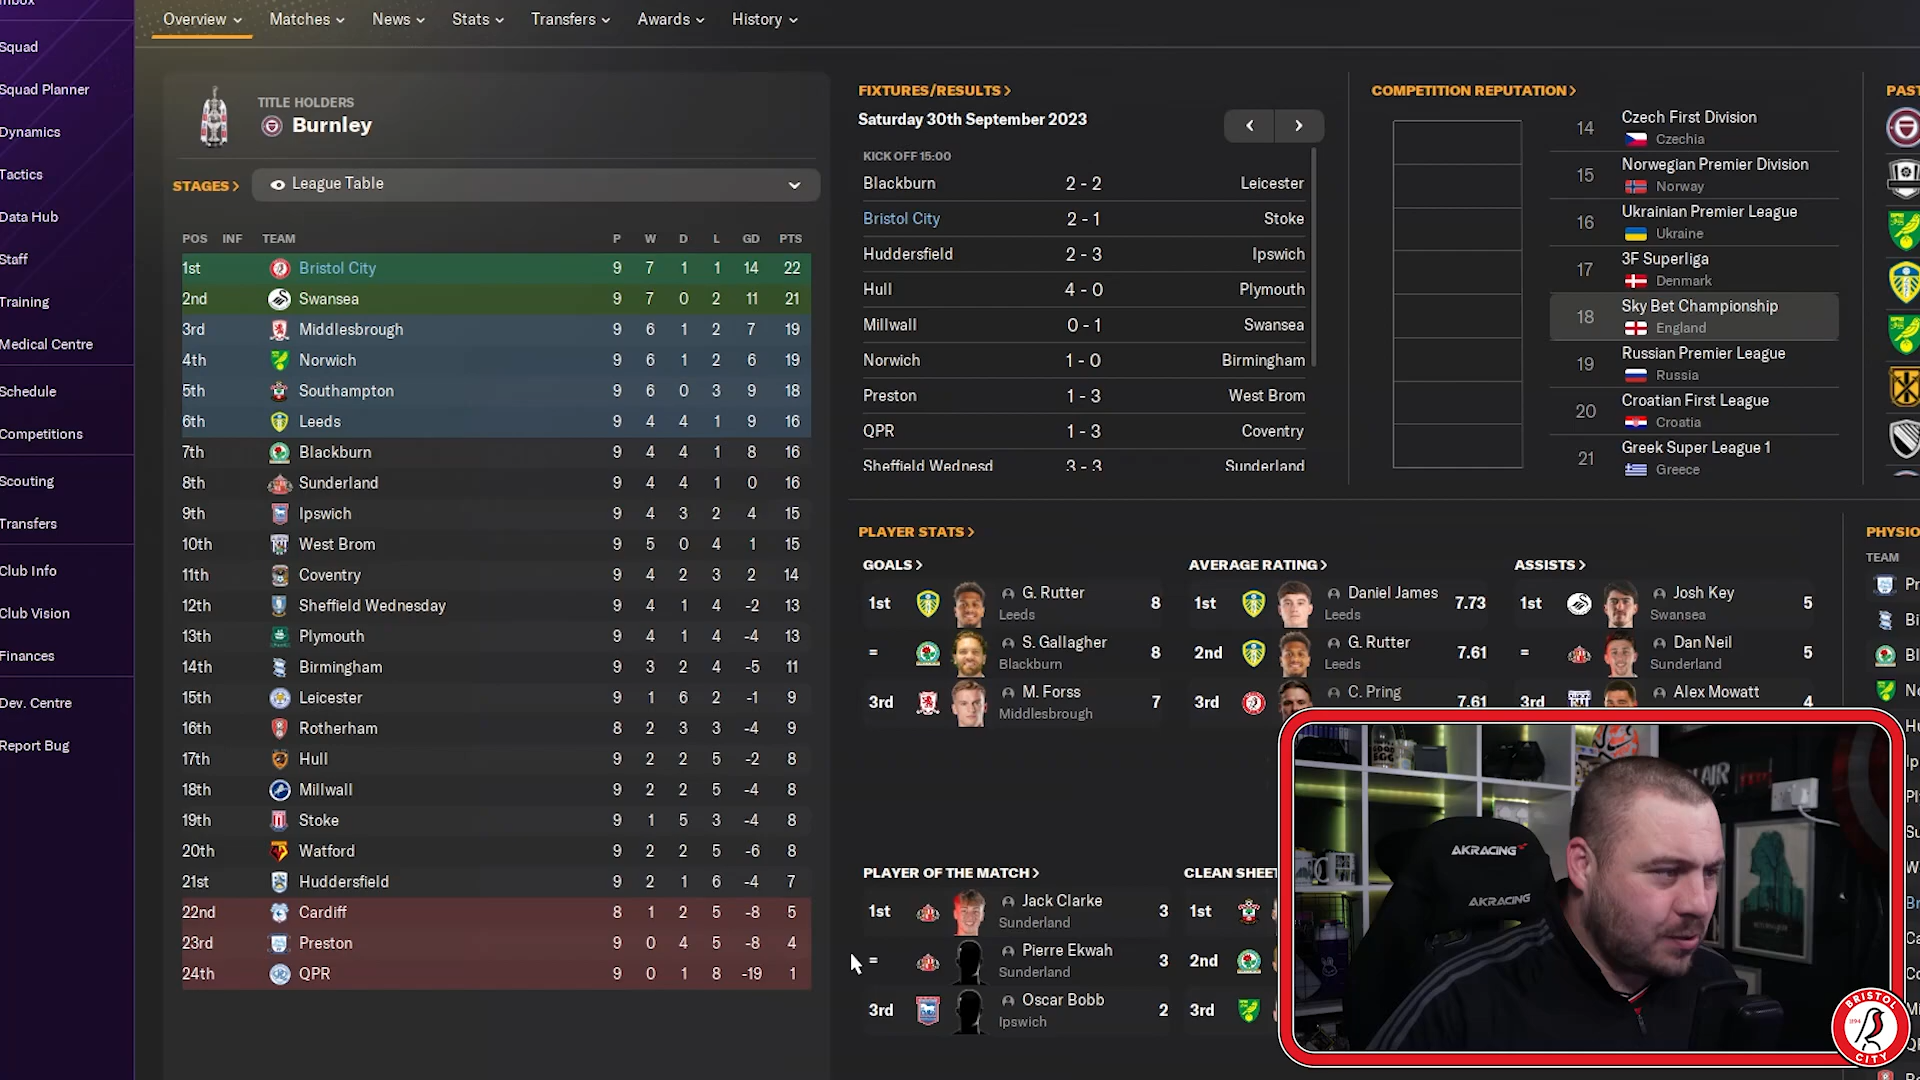 Overview
Matches
News
Stats
Transfers
Awards
History
Squad
Squad Planner
Dynamics
Tactics
Data Hub
Staff
Training
Medical Centre
Schedule
Competitions
Scouting
Transfers
Club Info
Club Vision
Finances
Dev. Centre
Report Bug
TITLE HOLDERS
Burnley
STAGES
League Table
POS INF TEAM P W D L GD PTS
1st Bristol City 9 7 1 1 14 22
2nd Swansea 9 7 0 2 11 21
3rd Middlesbrough 9 6 1 2 7 19
4th Norwich 9 6 1 2 6 19
5th Southampton 9 6 0 3 9 18
6th Leeds 9 4 4 1 9 16
7th Blackburn 9 4 4 1 8 16
8th Sunderland 9 4 4 1 0 16
9th Ipswich 9 4 3 2 4 15
10th West Brom 9 5 0 4 1 15
11th Coventry 9 4 2 3 2 14
12th Sheffield Wednesday 9 4 1 4 -2 13
13th Plymouth 9 4 1 4 -4 13
14th Birmingham 9 3 2 4 -5 11
15th Leicester 9 1 6 2 -1 9
16th Rotherham 8 2 3 3 -4 9
17th Hull 9 2 2 5 -2 8
18th Millwall 9 2 2 5 -4 8
19th Stoke 9 1 5 3 -4 8
20th Watford 9 2 2 5 -6 8
21st Huddersfield 9 2 1 6 -4 7
22nd Cardiff 8 1 2 5 -8 5
23rd Preston 9 0 4 5 -8 4
24th QPR 9 0 1 8 -19 1
FIXTURES/RESULTS
Saturday 30th September 2023
KICK OFF 15:00
Blackburn 2 - 2 Leicester
Bristol City 2 - 1 Stoke
Huddersfield 2 - 3 Ipswich
Hull 4 - 0 Plymouth
Millwall 0 - 1 Swansea
Norwich 1 - 0 Birmingham
Preston 1 - 3 West Brom
QPR 1 - 3 Coventry
Sheffield Wednesd 3 - 3 Sunderland
COMPETITION REPUTATION
14 Czech First Division
Czechia
15 Norwegian Premier Division
Norway
16 Ukrainian Premier League
Ukraine
17 3F Superliga
Denmark
18 Sky Bet Championship
England
19 Russian Premier League
Russia
20 Croatian First League
Croatia
21 Greek Super League 1
Greece
PAST
PLAYER STATS
GOALS
1st G. Rutter 8
Leeds
= S. Gallagher 8
Blackburn
3rd M. Forss 7
Middlesbrough
AVERAGE RATING
1st Daniel James 7.73
Leeds
2nd G. Rutter 7.61
Leeds
3rd C. Pring 7.61
ASSISTS
1st Josh Key 5
Swansea
= Dan Neil 5
Sunderland
3rd Alex Mowatt 4
PHYSIO
TEAM
PLAYER OF THE MATCH
1st Jack Clarke 3
Sunderland
= Pierre Ekwah 3
Sunderland
3rd Oscar Bobb 2
Ipswich
CLEAN SHEET
1st
2nd
3rd
AKRACING
AKRACING
BRISTOL
1894
CITY